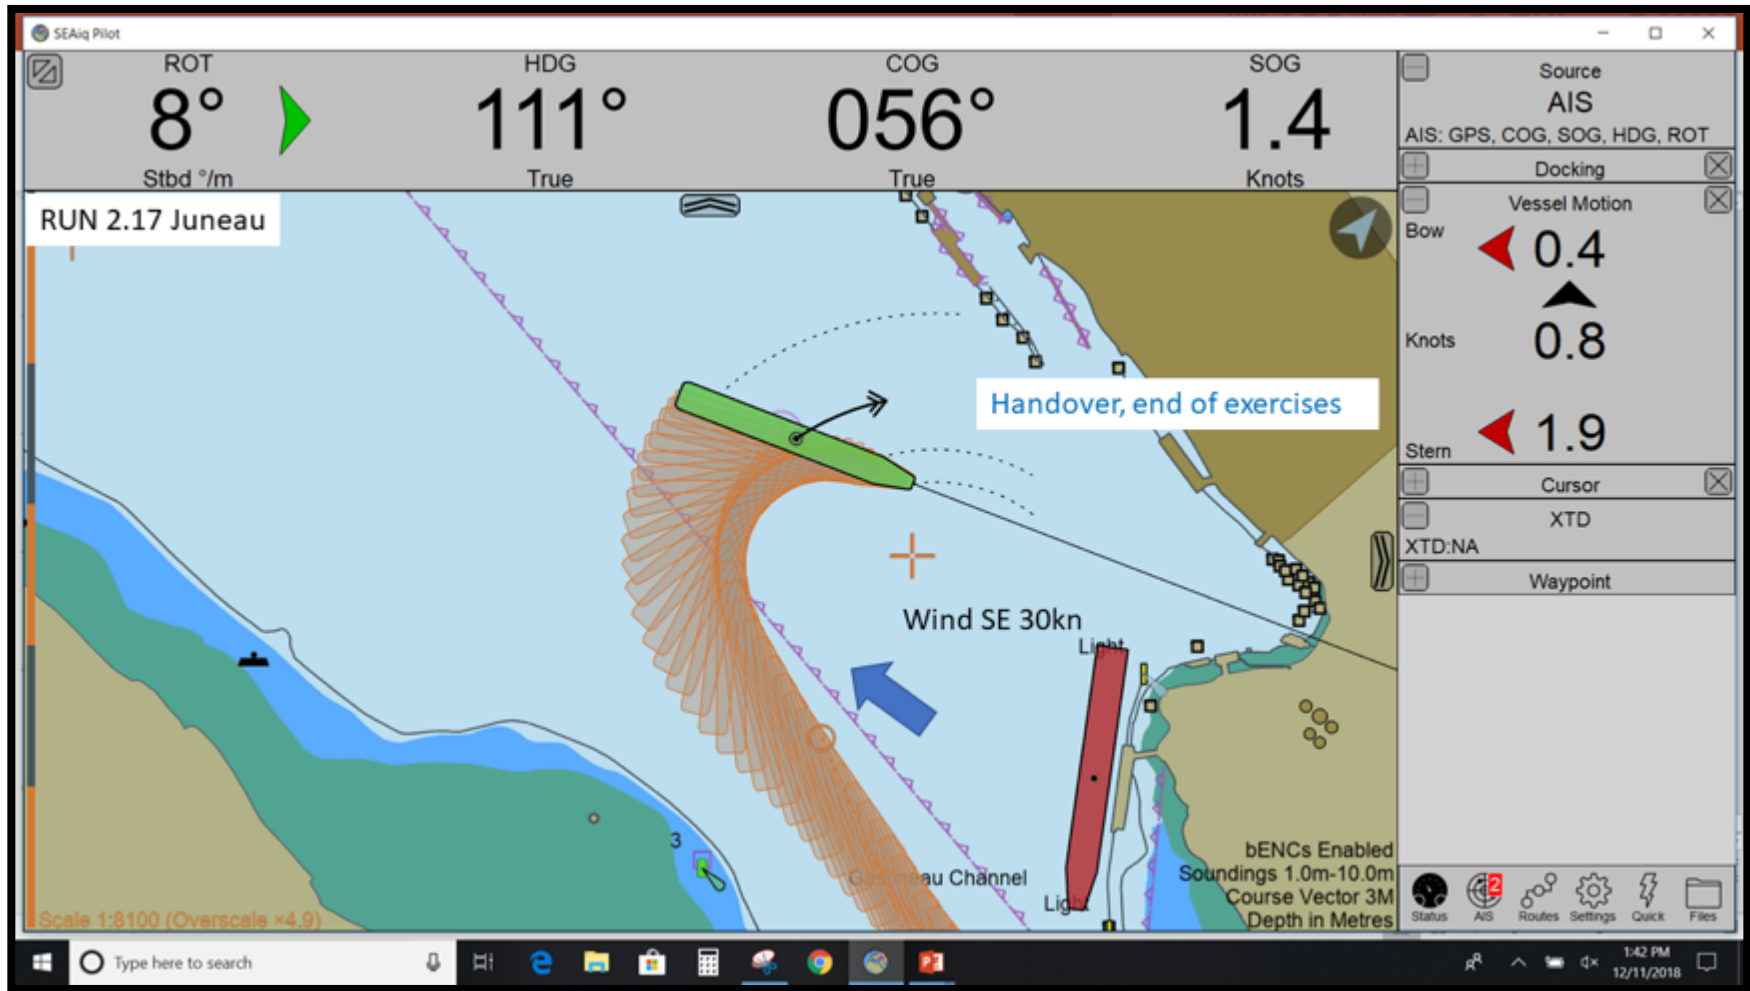 SEAiq Pilot
ROT
HDG
COG
SOG
8°
111°
056°
1.4
Stbd °/m
True
True
Knots
Source
AIS
AIS: GPS, COG, SOG, HDG, ROT
Docking
Vessel Motion
Bow
0.4
Knots
0.8
Stern
1.9
Cursor
XTD
XTD:NA
Waypoint
RUN 2.17 Juneau
Handover, end of exercises
Wind SE 30kn
Light
3
au Channel
Light
bENCs Enabled
Soundings 1.0m-10.0m
Course Vector 3M
Depth in Metres
Scale 1:8100 (Overscale ×4.9)
2
Status
AIS
Routes
Settings
Quick
Files
Type here to search
1:42 PM
12/11/2018